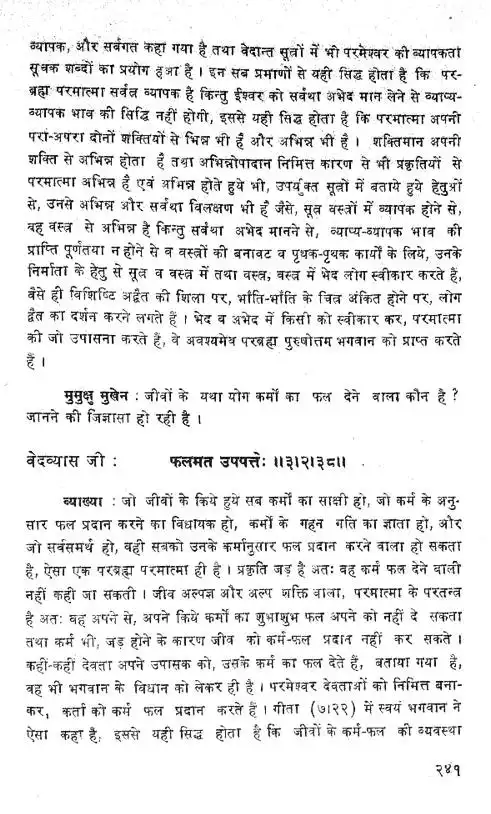 व्यापक, और सर्वगत कहा गया है तथा वेदान्त सूत्रों में भी परमेश्वर की व्यापकता
सूचक शब्दों का प्रयोग हुआ है । इन सब प्रमाणों से यही सिद्ध होता है कि पर-
ब्रह्म परमात्मा सर्वत्र व्यापक है किन्तु ईश्वर को सर्वथा अभेद मान लेने से व्याप्य-
व्यापक भाव की सिद्धि नहीं होगी, इससे यही सिद्ध होता है कि परमात्मा अपनी
परा-अपरा दोनों शक्तियों से भिन्न भी हैं और अभिन्न भी हैं । शक्तिमान अपनी
शक्ति से अभिन्न होता है तथा अभिन्नोपादान निमित्त कारण से भी प्रकृतियों से
परमात्मा अभिन्न हैं एवं अभिन्न होते हुये भी, उपर्युक्त सूत्रों में बताये हुये हेतुओं
से, उनसे अभिन्न और सर्वथा विलक्षण भी हैं जैसे, सूत्र वस्त्रों में व्यापक होने से,
वह वस्त्र से अभिन्न है किन्तु सर्वथा अभेद मानने से, व्याप्य-व्यापक भाव की
प्राप्ति पूर्णतया न होने से व वस्त्रों की बनावट व पृथक-पृथक कार्यों के लिये, उनके
निर्माता के हेतु से सूत्र व वस्त्र में तथा वस्त्र, वस्त्र में भेद लोग स्वीकार करते हैं,
वैसे ही विशिष्टि अद्वैत की शिला पर, भाँति-भाँति के चित्र अंकित होने पर, लोग
द्वैत का दर्शन करने लगते हैं । भेद व अभेद में किसी को स्वीकार कर, परमात्मा
की जो उपासना करते हैं, वे अवश्यमेव परब्रह्म पुरुषोत्तम भगवान को प्राप्त करते
हैं ।
मुमुक्षु मुखेन : जीवों के यथा योग कर्मों का फल देने वाला कौन है ?
जानने की जिज्ञासा हो रही है ।
वेदव्यास जी : फलमत उपपत्तेः ॥३।२।३८॥
व्याख्या : जो जीवों के किये हुये सब कर्मों का साक्षी हो, जो कर्म के अनु-
सार फल प्रदान करने का विधायक हो, कर्मों के गहन गति का ज्ञाता हो, और
जो सर्वसमर्थ हो, वही सबको उनके कर्मानुसार फल प्रदान करने वाला हो सकता
है, ऐसा एक परब्रह्म परमात्मा ही है । प्रकृति जड़ है अतः वह कर्म फल देने वाली
नहीं कही जा सकती । जीव अल्पज्ञ और अल्प शक्ति वाला, परमात्मा के परतन्त्र
है अतः वह अपने से, अपने किये कर्मों का शुभाशुभ फल अपने को नहीं दे सकता
तथा कर्म भी, जड़ होने के कारण जीव को कर्म-फल प्रदान नहीं कर सकते ।
कहीं-कहीं देवता अपने उपासक को, उसके कर्म का फल देते हैं, बताया गया है,
वह भी भगवान के विधान को लेकर ही है । परमेश्वर देवताओं को निमित्त बना-
कर, कर्ता को कर्म फल प्रदान करते हैं । गीता (७।२२) में स्वयं भगवान ने
ऐसा कहा है, इससे यही सिद्ध होता है कि जीवों के कर्म-फल की व्यवस्था
२४१